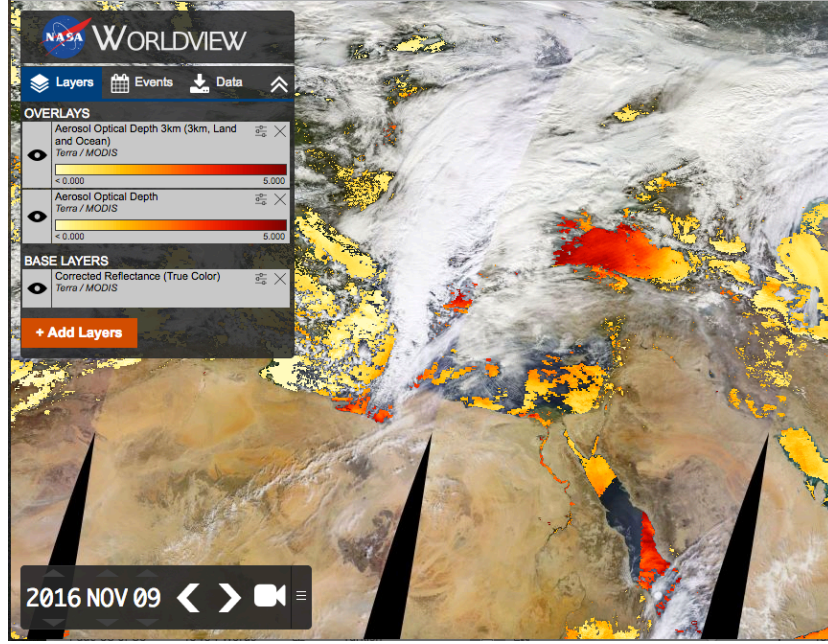 NASA WORLDVIEW
Layers Events Data
OVERLAYS
Aerosol Optical Depth 3km (3km, Land
and Ocean)
Terra / MODIS
< 0.000 5.000
Aerosol Optical Depth
Terra / MODIS
< 0.000 5.000
BASE LAYERS
Corrected Reflectance (True Color)
Terra / MODIS
+ Add Layers
2016 NOV 09